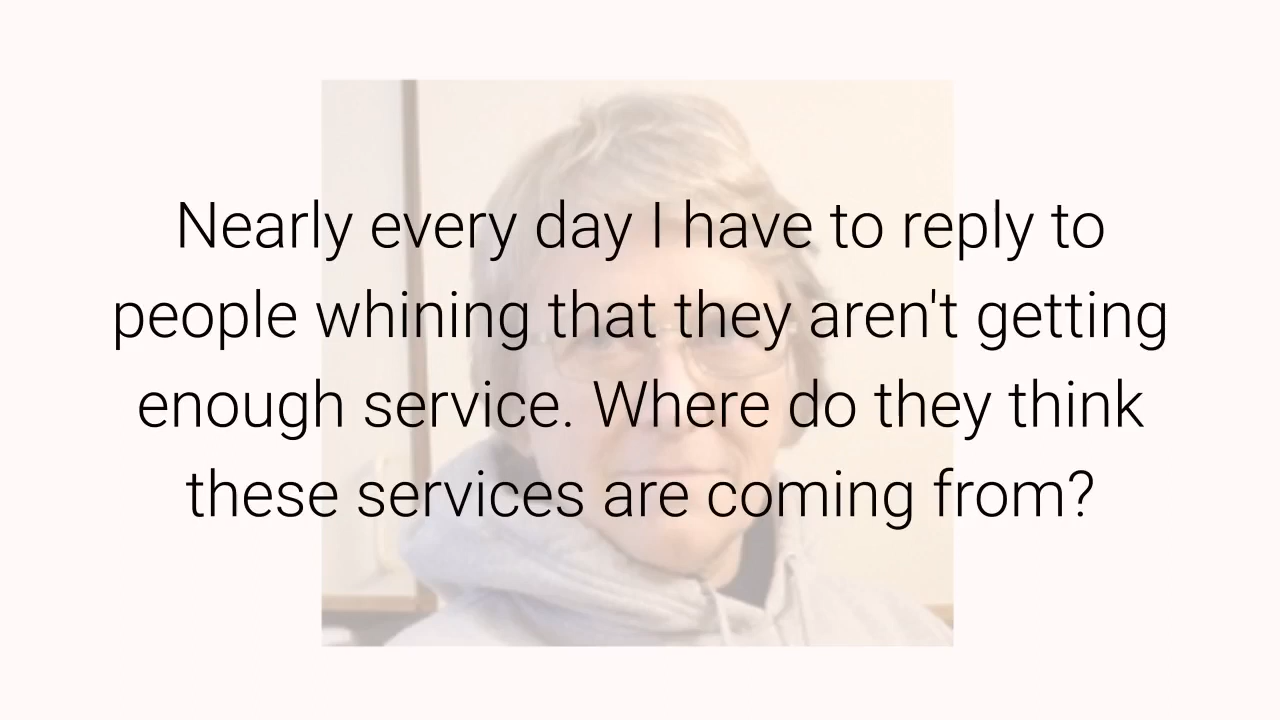 Nearly every day I have to reply to
people whining that they aren't getting
enough service. Where do they think
these services are coming from?